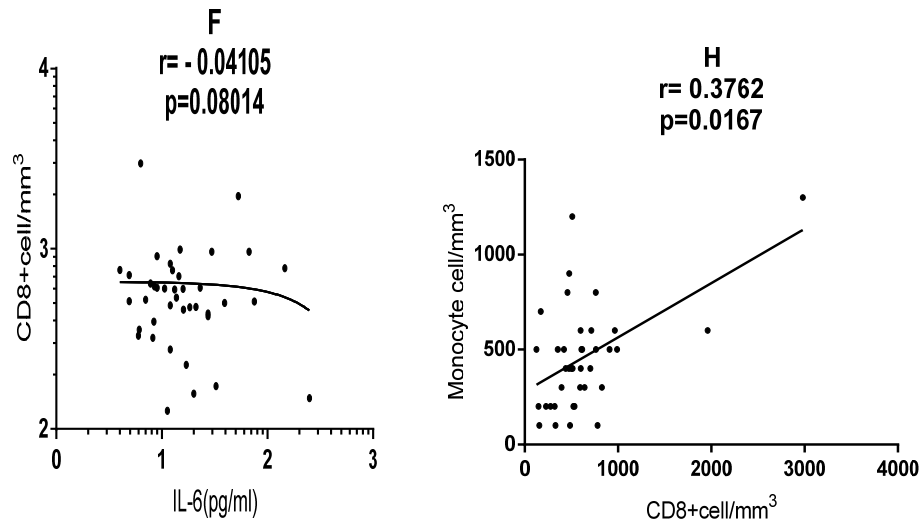 F
r= - 0.04105
p=0.08014
4
3
2
CD8+cell/mm³
0 1 2 3
IL-6(pg/ml)
H
r= 0.3762
p=0.0167
1500
1000
500
0
Monocyte cell/mm³
0 1000 2000 3000 4000
CD8+cell/mm³